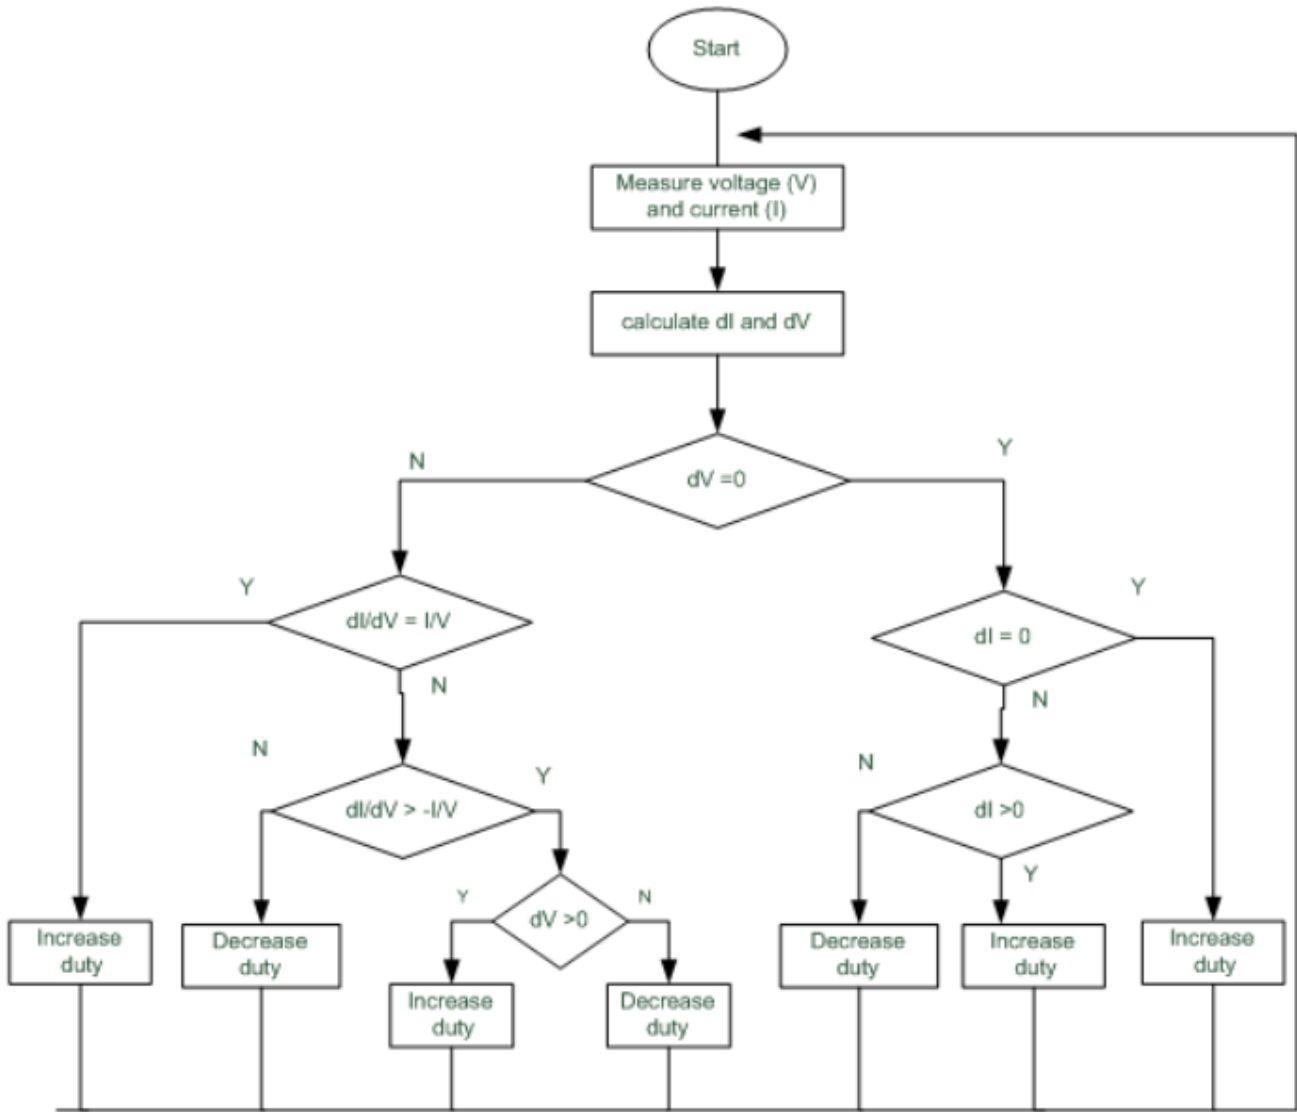 Start
Measure voltage (V)
and current (I)
calculate dI and dV
dV =0
N
Y
dI/dV = I/V
Y
N
dI = 0
Y
N
dI/dV > -I/V
N
Y
dI >0
N
Y
dV >0
Y
N
Increase
duty
Decrease
duty
Increase
duty
Decrease
duty
Decrease
duty
Increase
duty
Increase
duty